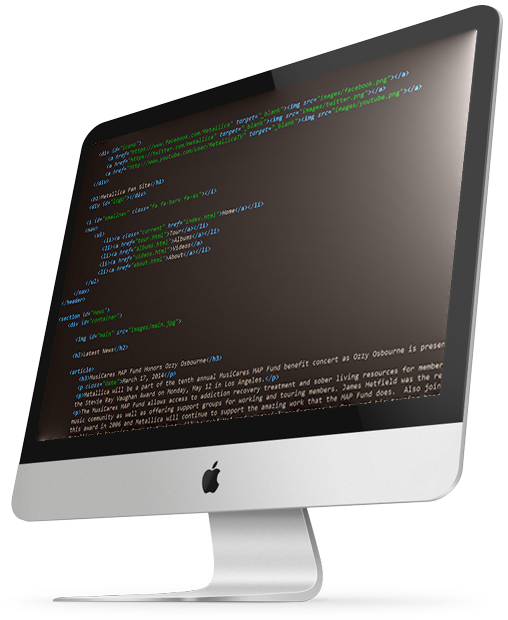 <div id="icons">
<a href="https://www.facebook.com/Metallica" target="_blank"><img src="images/facebook.png"></a>
<a href="https://twitter.com/metallica" target="_blank"><img src="images/twitter.png"></a>
<a href="http://www.youtube.com/user/MetallicaTV" target="_blank"><img src="images/youtube.png"></a>
</div>
<h1>Metallica Fan Site</h1>
<div id="logo"></div>
<i id="smallnav" class="fa fa-bars fa-4x"></i>
<nav>
<ul>
<li><a class="current" href="index.html">Home</a></li>
<li><a href="tour.html">Tour</a></li>
<li><a href="albums.html">Albums</a></li>
<li><a href="videos.html">Videos</a>
<li><a href="about.html">About</a></li>
</ul>
</nav>
</header>
<section id="news">
<div id="container">
<img id="main" src="images/main.jpg">
<h2>Latest News</h2>
<article>
<h3>MusiCares MAP Fund Honors Ozzy Osbourne</h3>
<p class="date">March 17, 2014</p>
<p>Metallica will be a part of the tenth annual MusiCares MAP Fund benefit concert as Ozzy Osbourne is presen
the Stevie Ray Vaughan Award on Monday, May 12 in Los Angeles.</p>
<p>The MusiCares MAP Fund allows access to addiction recovery treatment and sober living resources for member
music community as well as offering support groups for working and touring members. James Hetfield was the re
this award in 2006 and Metallica will continue to support the amazing work that the MAP Fund does. Also join